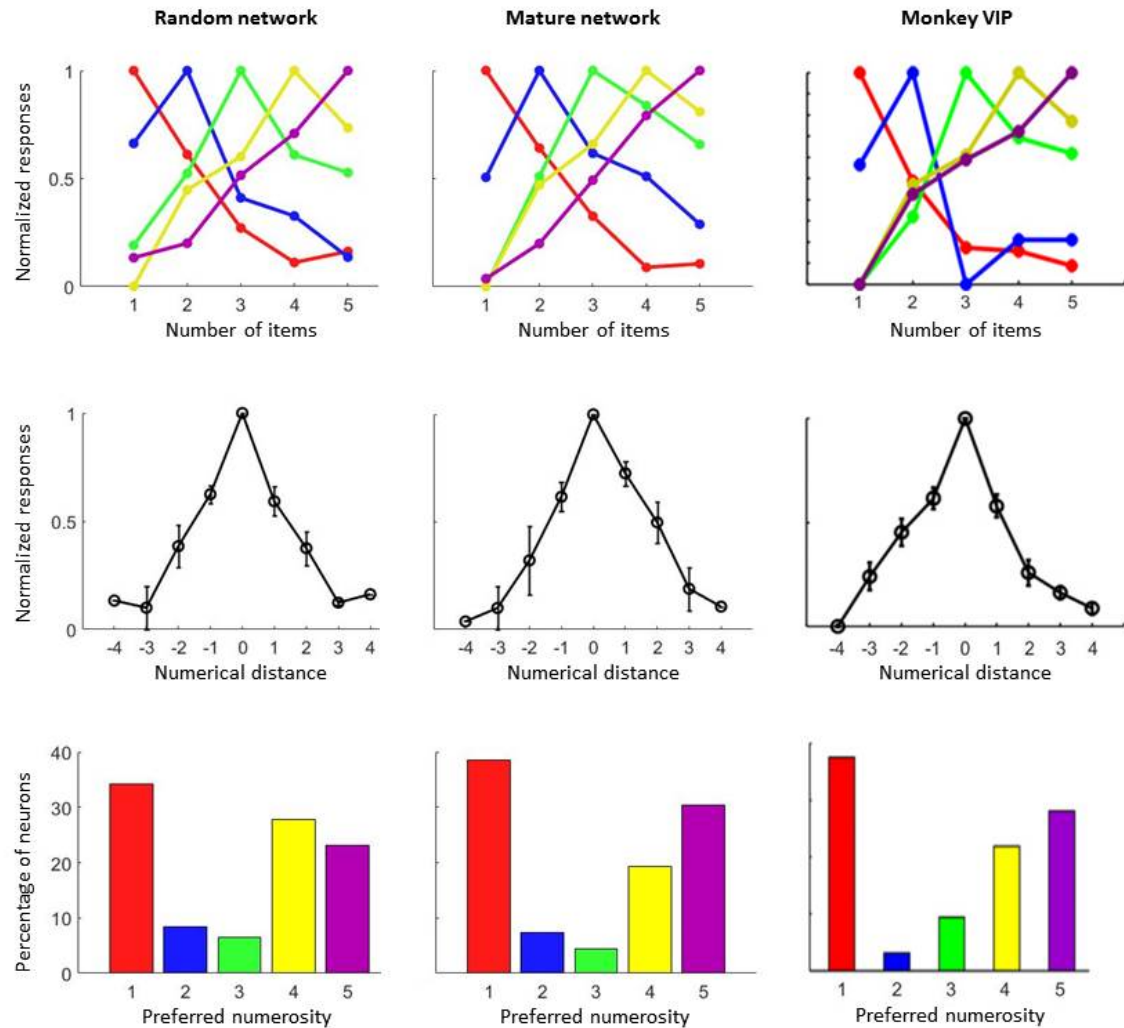 Random network Mature network Monkey VIP
Normalized responses
1
0.5
0
1 2 3 4 5
Number of items
1 2 3 4 5
Number of items
1 2 3 4 5
Number of items
Normalized responses
1
0.5
0
-4 -3 -2 -1 0 1 2 3 4
Numerical distance
-4 -3 -2 -1 0 1 2 3 4
Numerical distance
-4 -3 -2 -1 0 1 2 3 4
Numerical distance
Percentage of neurons
40
30
20
10
0
1 2 3 4 5
Preferred numerosity
1 2 3 4 5
Preferred numerosity
1 2 3 4 5
Preferred numerosity